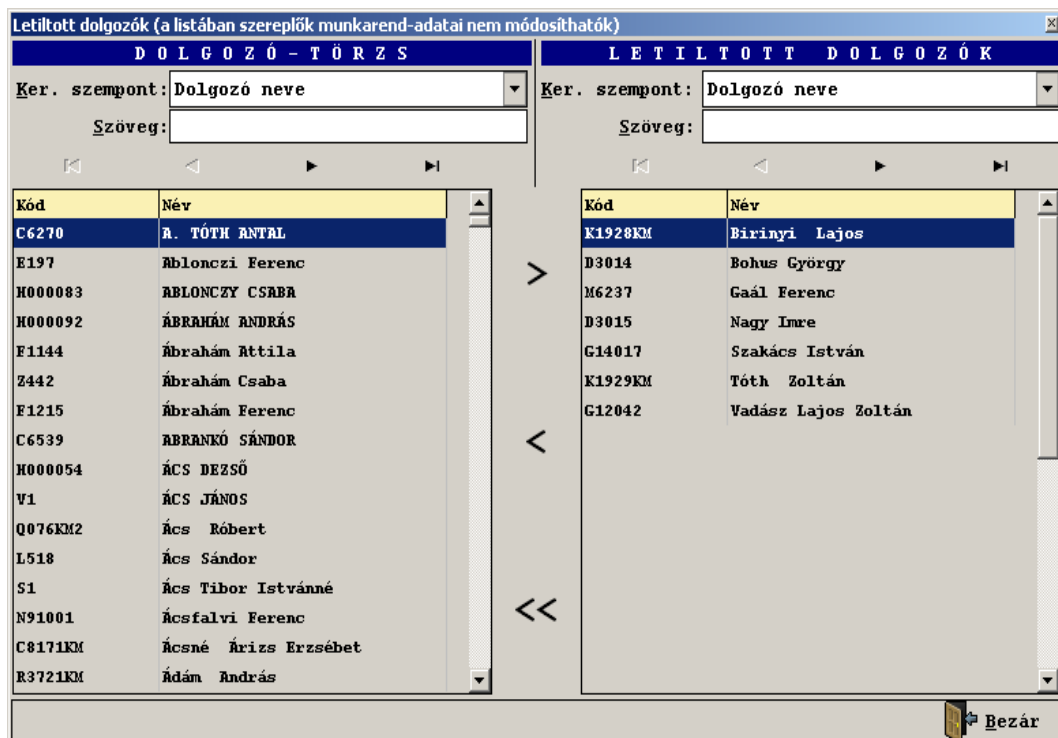 Letiltott dolgozók (a listában szereplők munkarend-adatai nem módosíthatók)
DOLGOZÓ-TÖRZS
Ker. szempont: Dolgozó neve
Szöveg:
Kód Név
C6270 A. TÓTH ANTAL
E197 Ablonczi Ferenc
H000083 ABLONCZY CSABA
H000092 ÁBRAHÁM ANDRÁS
F1144 Ábrahám Attila
Z442 Ábrahám Csaba
F1215 Ábrahám Ferenc
C6539 ABRANKÓ SÁNDOR
H000054 ÁCS DEZSŐ
V1 ÁCS JÁNOS
Q076KM2 Ács  Róbert
L518 Ács Sándor
S1 Ács Tibor Istvánné
N91001 Ácsfalvi Ferenc
C8171KM Ácsné  Árizs Erzsébet
R3721KM Ádám  András
>
<
<<
LETILTOTT DOLGOZÓK
Ker. szempont: Dolgozó neve
Szöveg:
Kód Név
K1928KM Birinyi  Lajos
D3014 Bohus György
M6237 Gaál Ferenc
D3015 Nagy Imre
G14017 Szakács István
K1929KM Tóth  Zoltán
G12042 Vadász Lajos Zoltán
Bezár